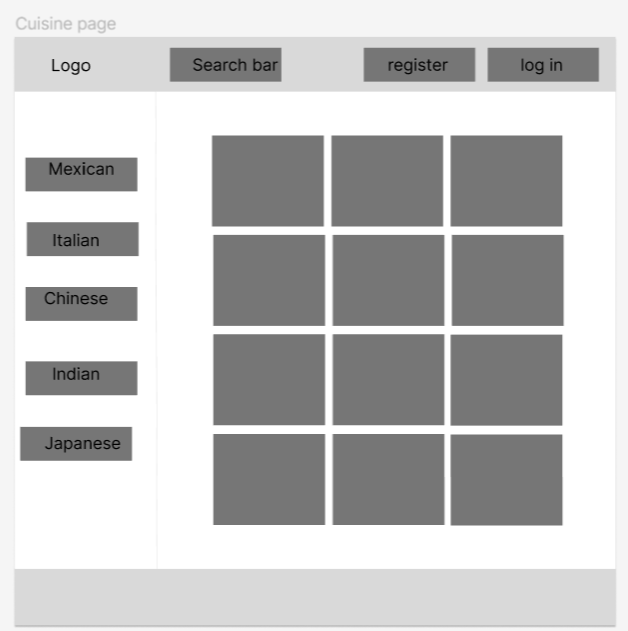 Cuisine page
Logo
Search bar
register
log in
Mexican
Italian
Chinese
Indian
Japanese